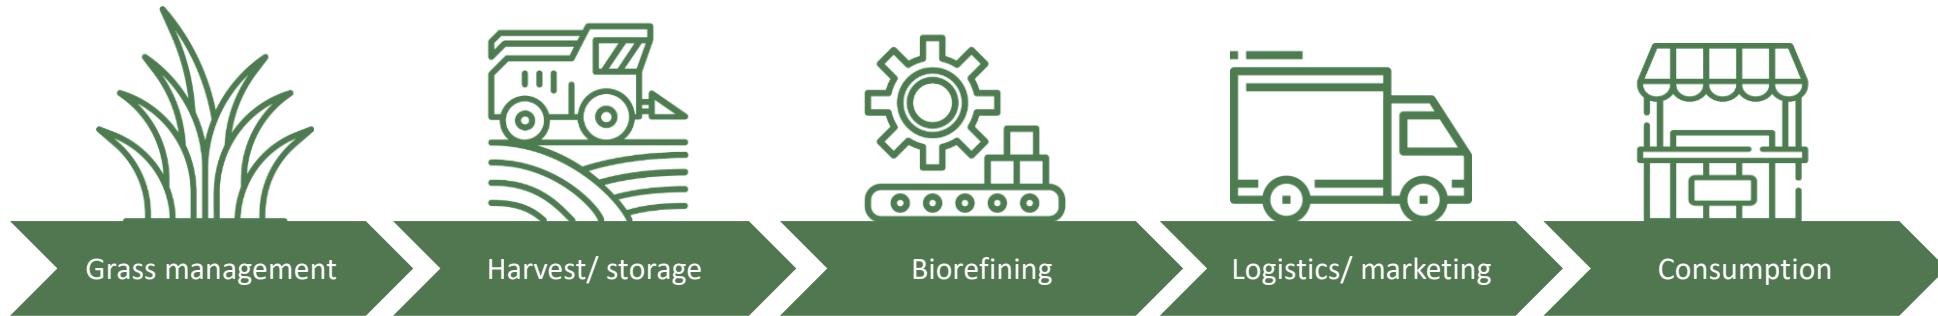 Grass management
Harvest/ storage
Biorefining
Logistics/ marketing
Consumption